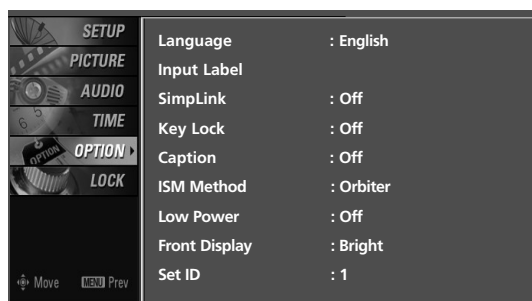 SETUP
PICTURE
AUDIO
TIME
OPTION
LOCK
Move MENU Prev
Language : English
Input Label
SimpLink : Off
Key Lock : Off
Caption : Off
ISM Method : Orbiter
Low Power : Off
Front Display : Bright
Set ID : 1